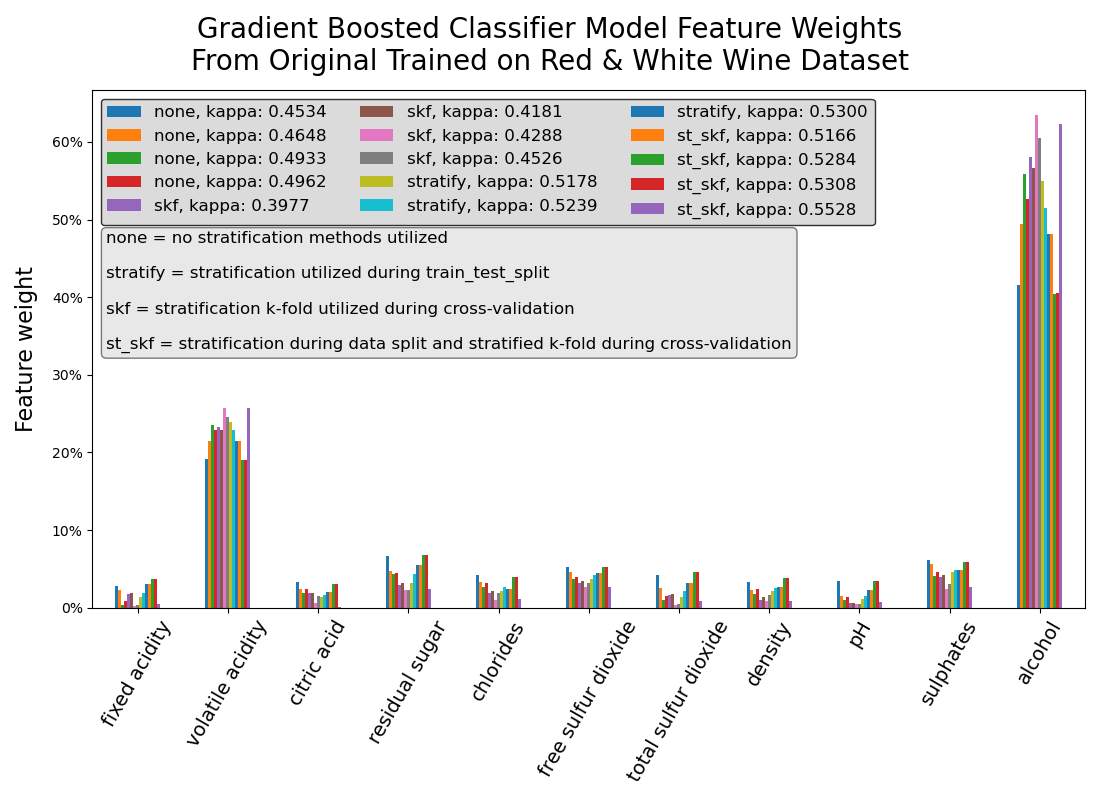 Gradient Boosted Classifier Model Feature Weights
From Original Trained on Red & White Wine Dataset
none, kappa: 0.4534
none, kappa: 0.4648
none, kappa: 0.4933
none, kappa: 0.4962
skf, kappa: 0.3977
skf, kappa: 0.4181
skf, kappa: 0.4288
skf, kappa: 0.4526
stratify, kappa: 0.5178
stratify, kappa: 0.5239
stratify, kappa: 0.5300
st_skf, kappa: 0.5166
st_skf, kappa: 0.5284
st_skf, kappa: 0.5308
st_skf, kappa: 0.5528
none = no stratification methods utilized
stratify = stratification utilized during train_test_split
skf = stratification k-fold utilized during cross-validation
st_skf = stratification during data split and stratified k-fold during cross-validation
Feature weight
60%
50%
40%
30%
20%
10%
0%
fixed acidity
volatile acidity
citric acid
residual sugar
chlorides
free sulfur dioxide
total sulfur dioxide
density
pH
sulphates
alcohol